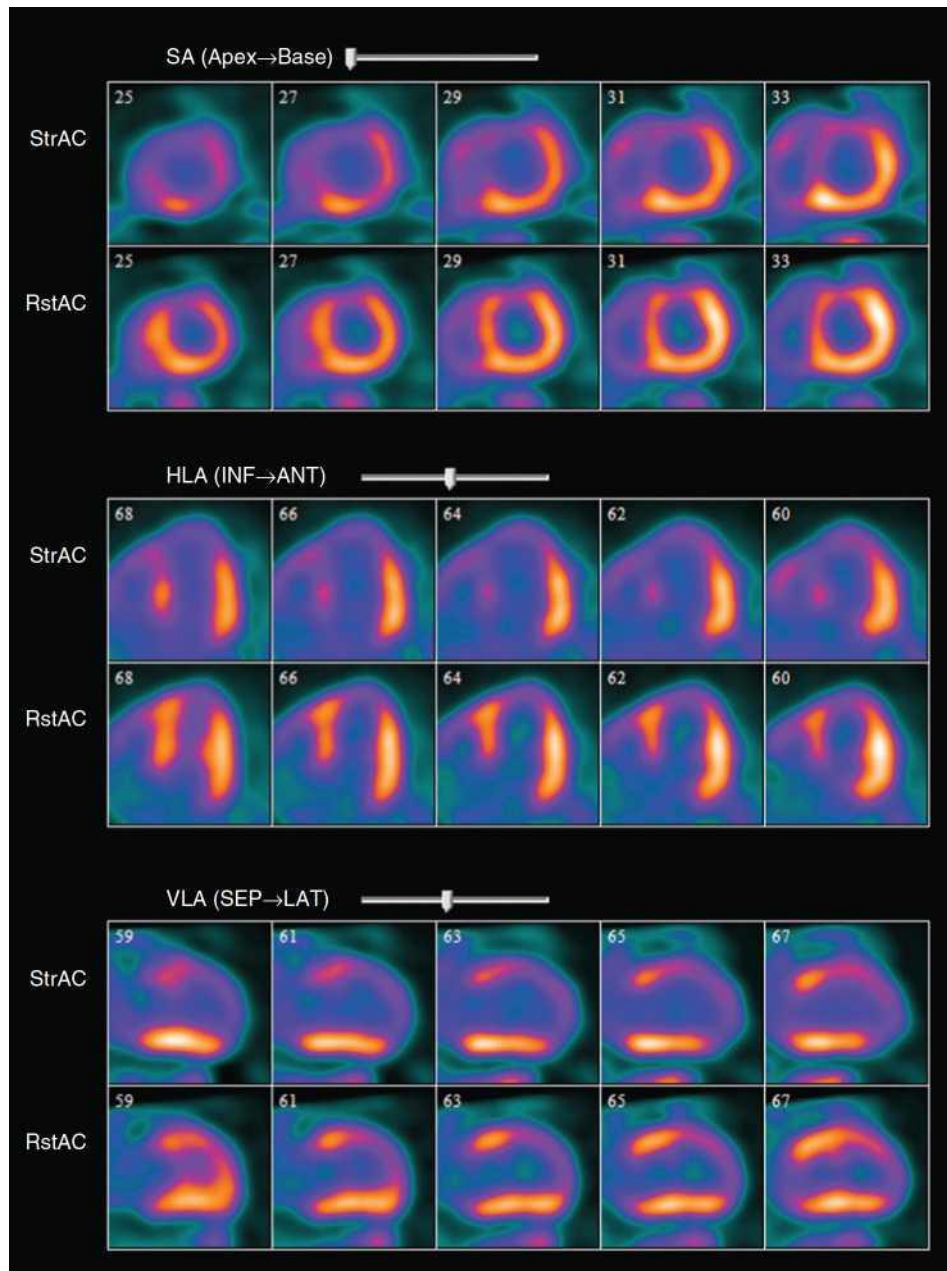 SA (Apex→Base)
StrAC
25 27 29 31 33
RstAC
25 27 29 31 33
HLA (INF→ANT)
StrAC
68 66 64 62 60
RstAC
68 66 64 62 60
VLA (SEP→LAT)
StrAC
59 61 63 65 67
RstAC
59 61 63 65 67